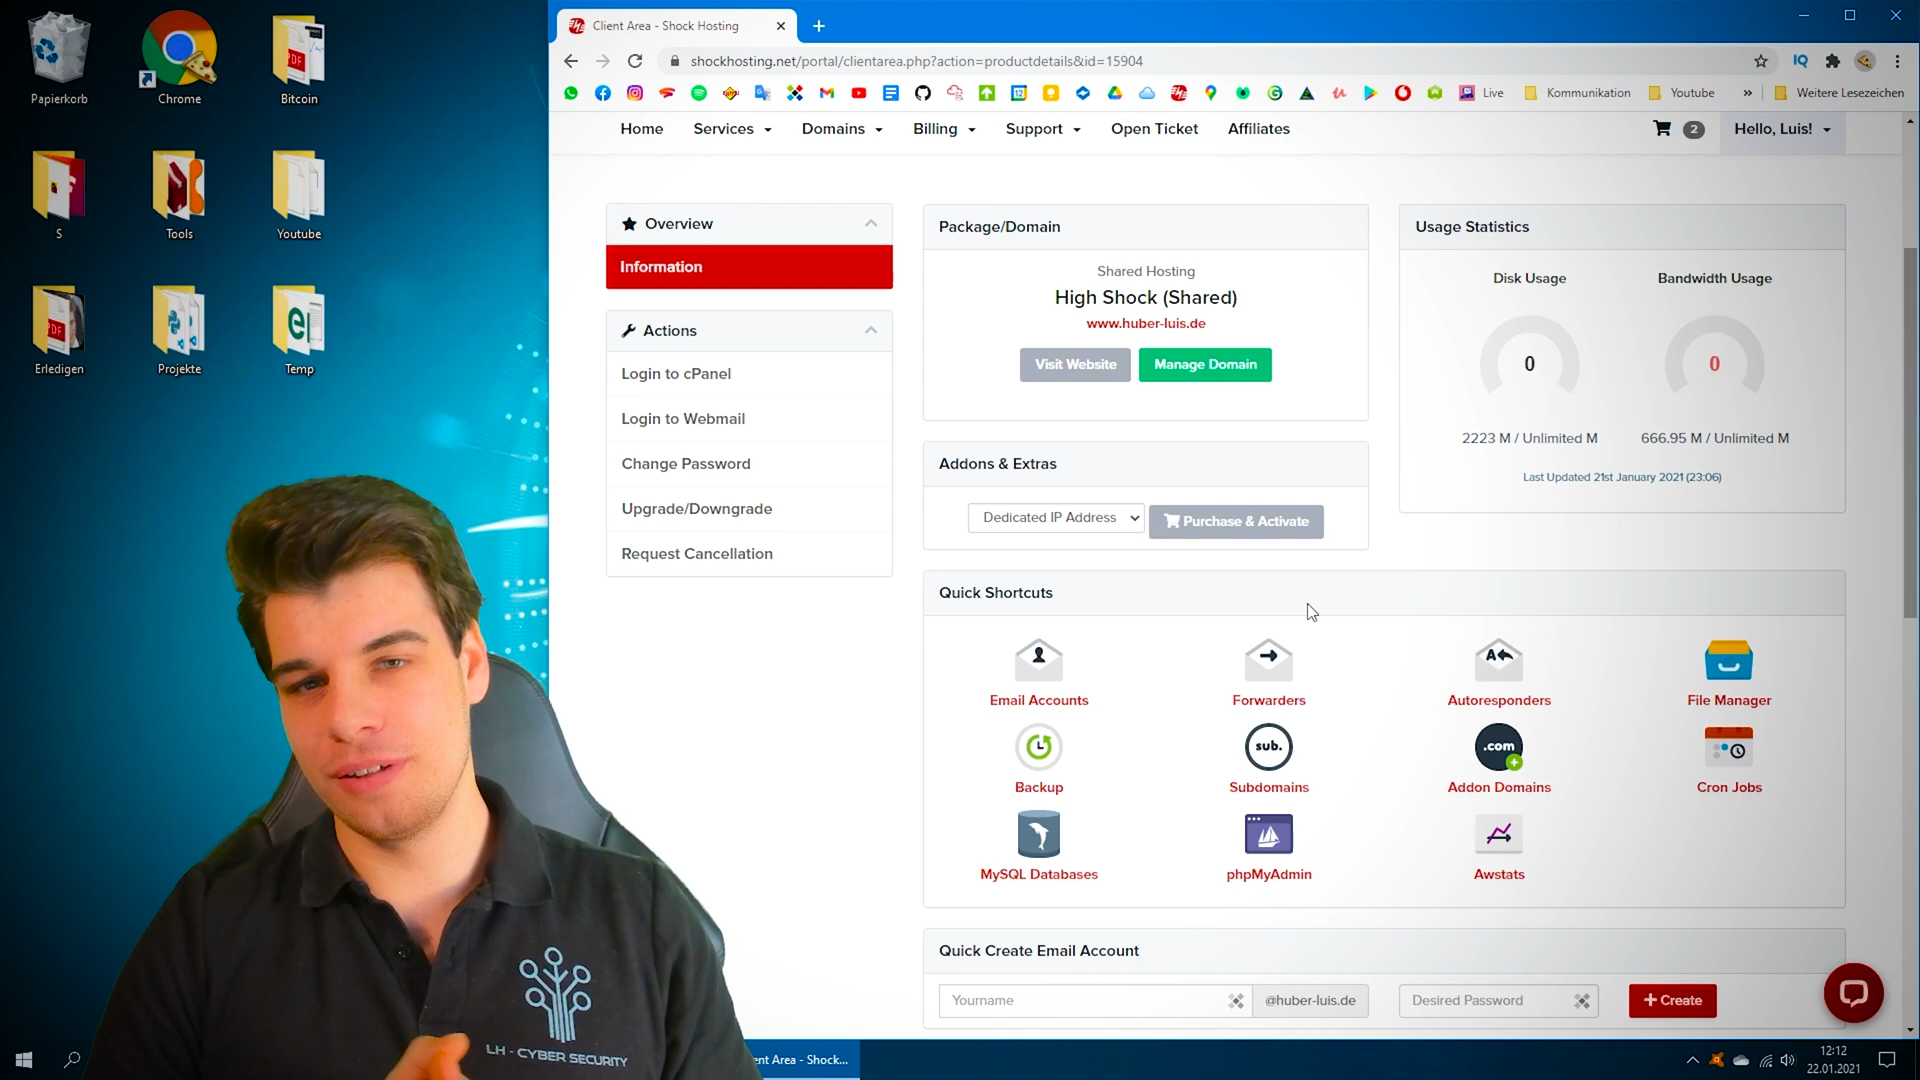 Papierkorb
Chrome
Bitcoin
S
Tools
Youtube
Erledigen
Projekte
Temp
PDF
PDF
Client Area - Shock Hosting
shockhosting.net/portal/clientarea.php?action=productdetails&id=15904
IQ
Live
Kommunikation
Youtube
»
Weitere Lesezeichen
Home
Services
Domains
Billing
Support
Open Ticket
Affiliates
2
Hello, Luis!
Overview
Information
Actions
Login to cPanel
Login to Webmail
Change Password
Upgrade/Downgrade
Request Cancellation
Package/Domain
Shared Hosting
High Shock (Shared)
www.huber-luis.de
Visit Website
Manage Domain
Addons & Extras
Dedicated IP Address
Purchase & Activate
Usage Statistics
Disk Usage
Bandwidth Usage
0
0
2223 M / Unlimited M
666.95 M / Unlimited M
Last Updated 21st January 2021 (23:06)
Quick Shortcuts
Email Accounts
Forwarders
A
Autoresponders
File Manager
Backup
sub.
Subdomains
.com
Addon Domains
Cron Jobs
MySQL Databases
phpMyAdmin
Awstats
Quick Create Email Account
Yourname
@huber-luis.de
Desired Password
+ Create
LH - CYBER SECURITY
ent Area - Shock...
12:12
22.01.2021